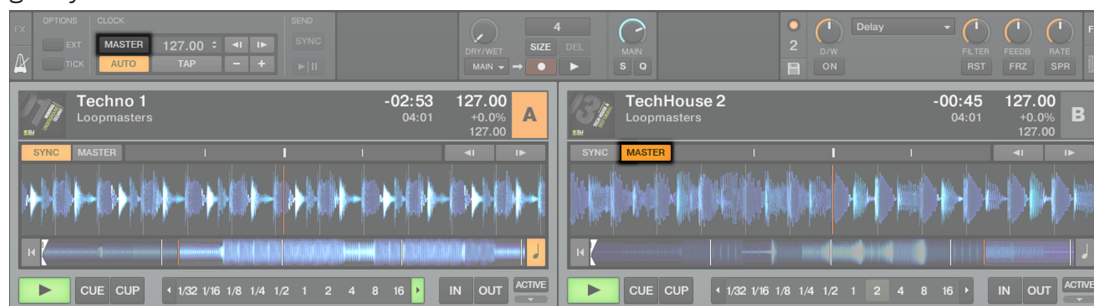 OPTIONS CLOCK SEND
FX EXT MASTER 127.00 SYNC
TICK AUTO TAP − +
4
DRY/WET SIZE DEL MAIN
MAIN S Q
2 D/W Delay FILTER FEEDB RATE
ON RST FRZ SPR
Techno 1 -02:53 127.00 A
Loopmasters 04:01 +0.0%
127.00
SYNC MASTER
CUE CUP 1/32 1/16 1/8 1/4 1/2 1 2 4 8 16 IN OUT ACTIVE
TechHouse 2 -00:45 127.00 B
Loopmasters 04:01 +0.0%
127.00
SYNC MASTER
CUE CUP 1/32 1/16 1/8 1/4 1/2 1 2 4 8 16 IN OUT ACTIVE